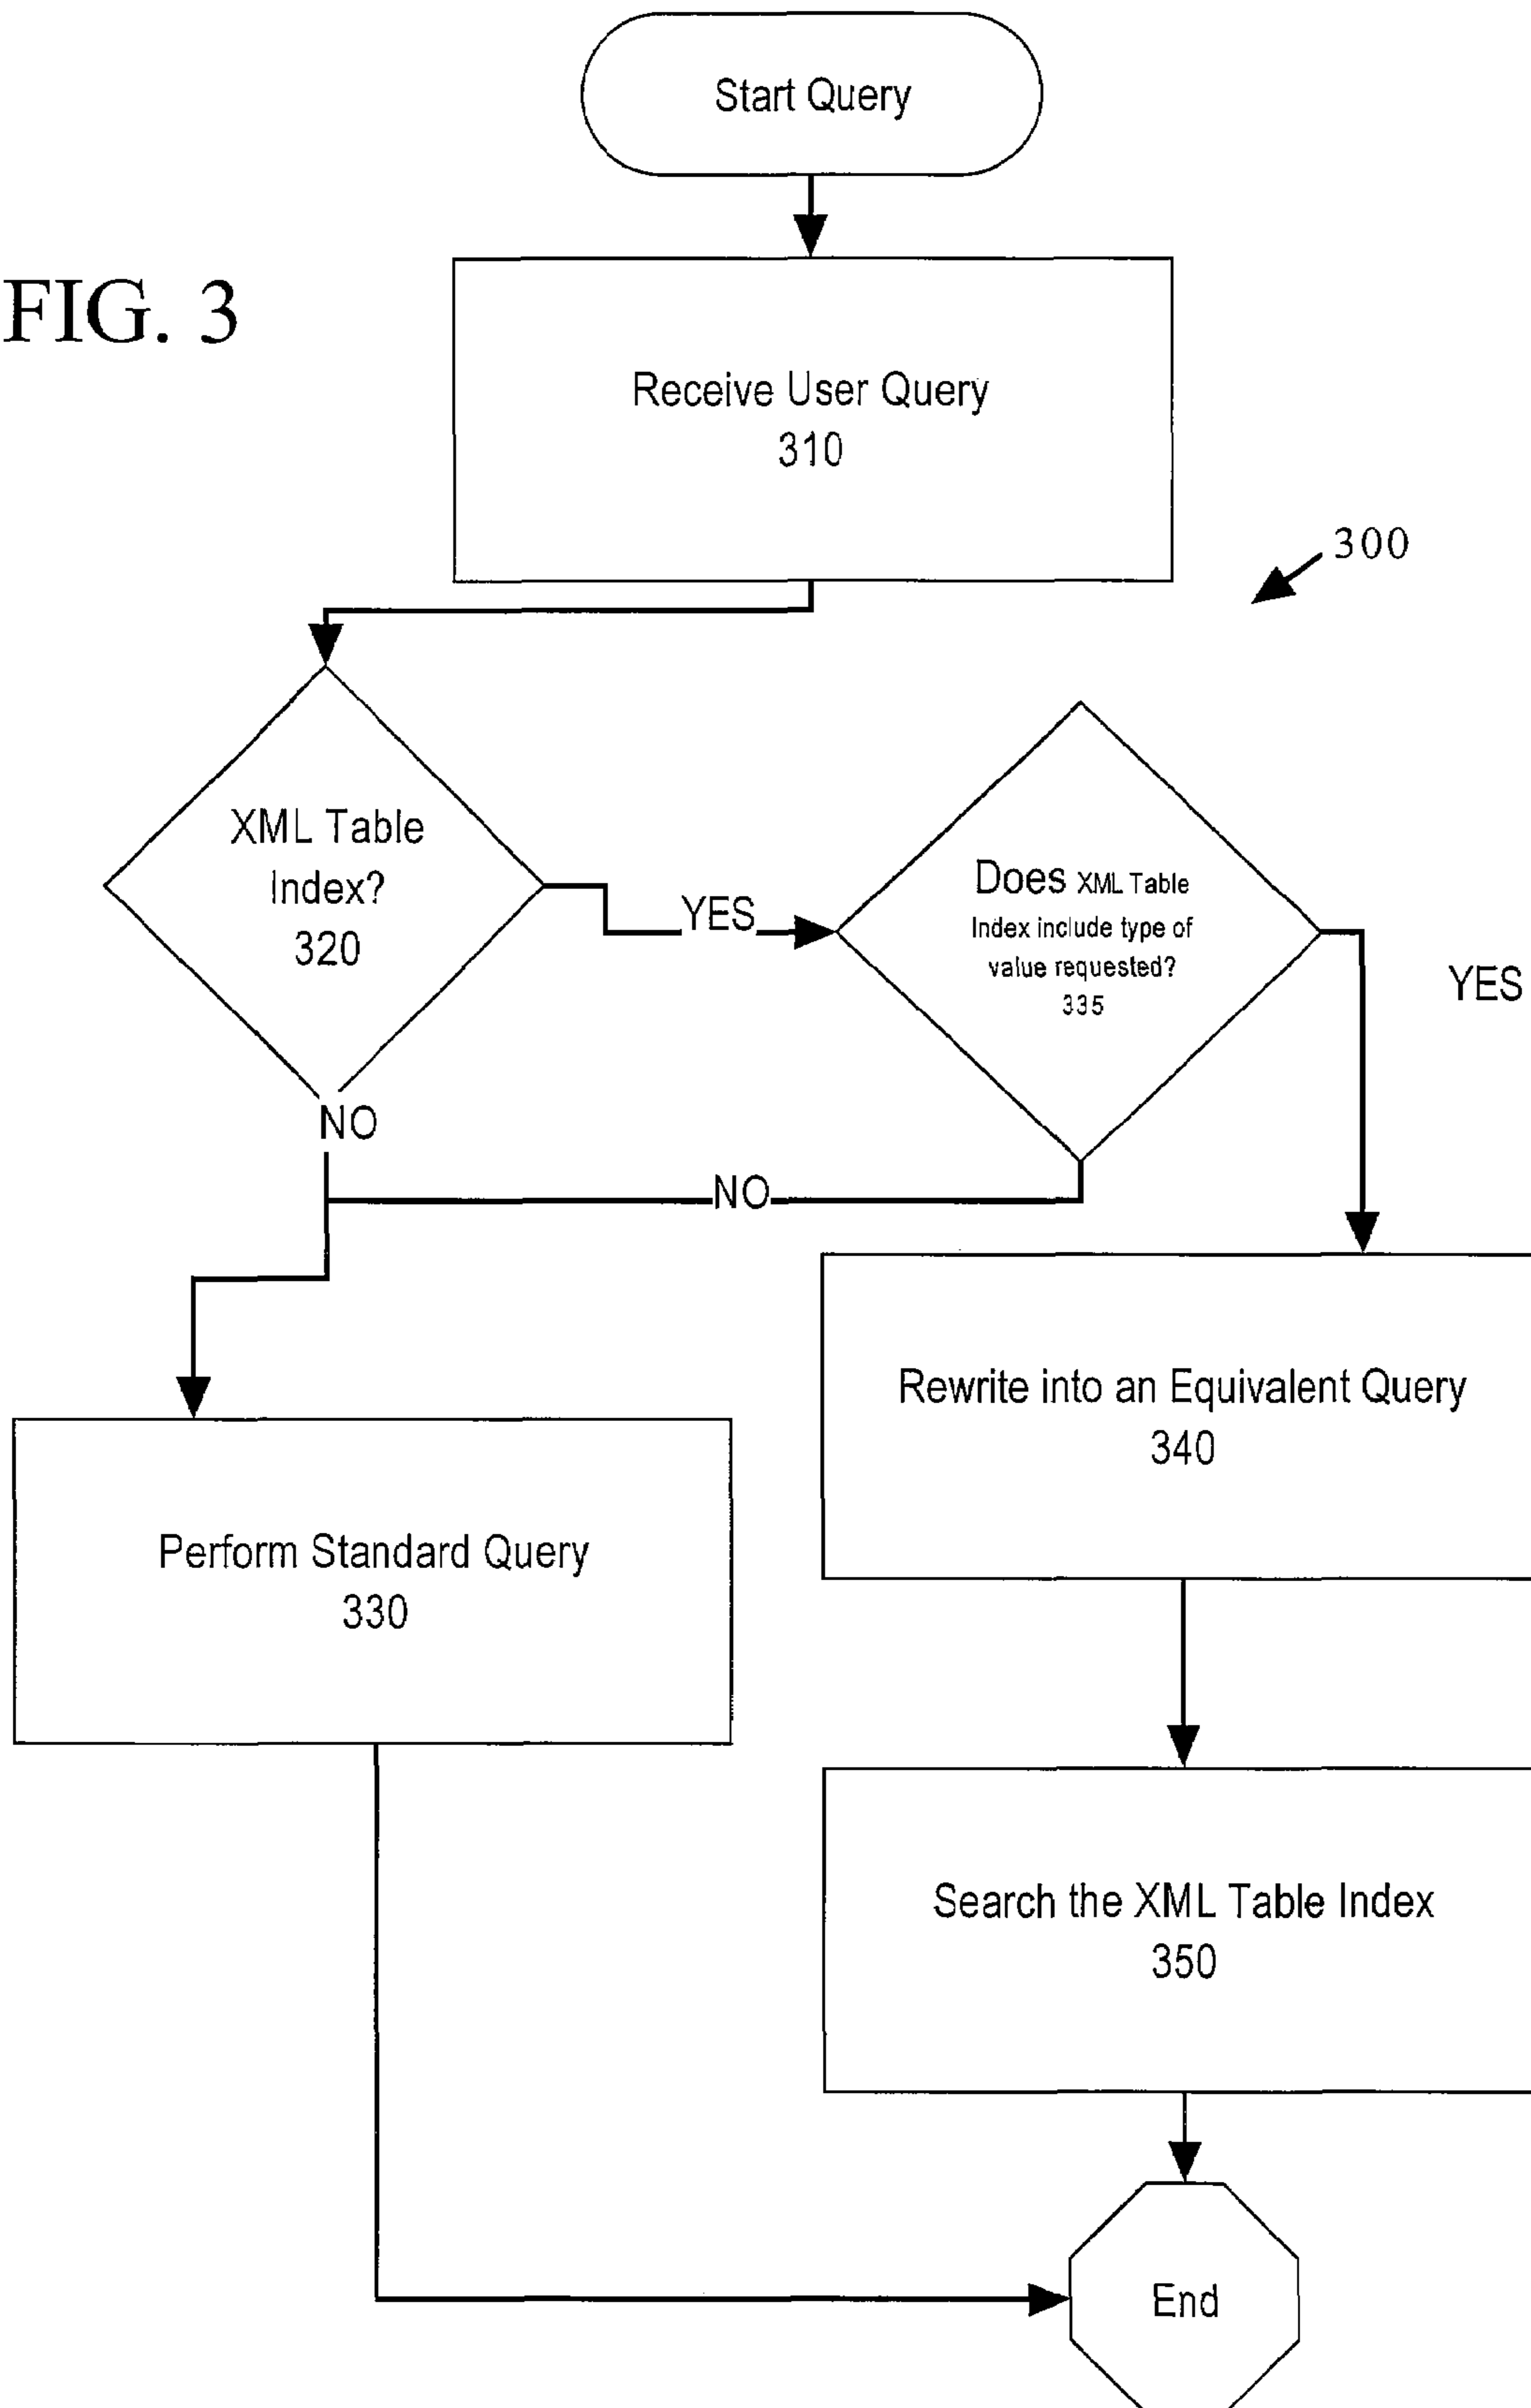 Start Query
FIG. 3
Receive User Query
310
300
XML Table
Index?
320
YES
Does XML Table
Index include type of
value requested?
335
YES
NO
NO
Rewrite into an Equivalent Query
340
Perform Standard Query
330
Search the XML Table Index
350
End